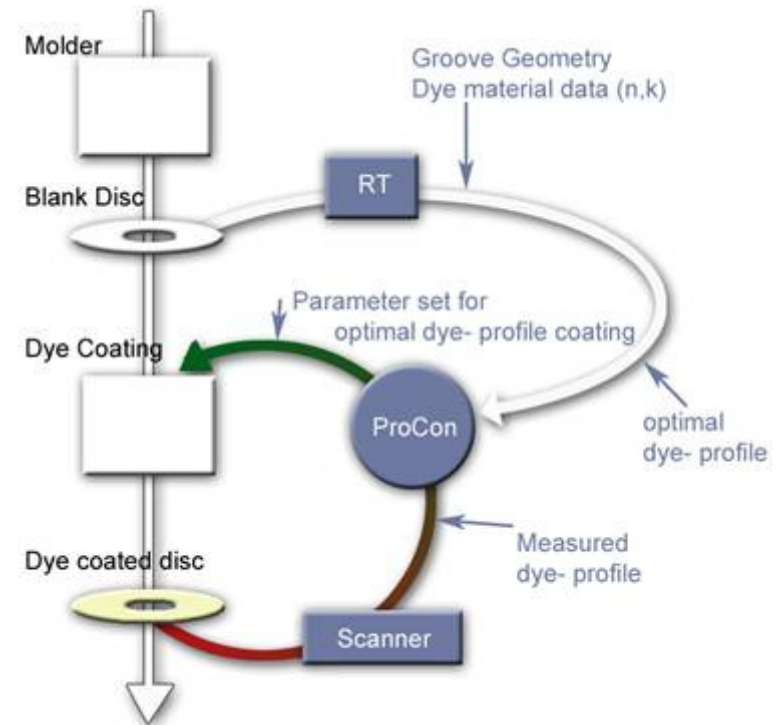 Molder
Groove Geometry
Dye material data (n,k)
RT
Blank Disc
Parameter set for
optimal dye- profile coating
Dye Coating
ProCon
optimal
dye- profile
Measured
dye- profile
Dye coated disc
Scanner